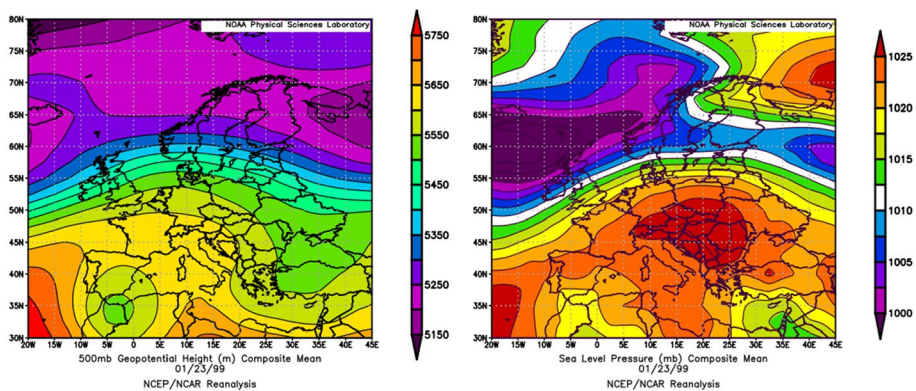 NOAA Physical Sciences Laboratory
80N
75N
70N
65N
60N
55N
50N
45N
40N
35N
30N
20W 15W 10W 5W 0 5E 10E 15E 20E 25E 30E 35E 40E 45E
5750
5650
5550
5450
5350
5250
5150
500mb Geopotential Height (m) Composite Mean
01/23/99
NCEP/NCAR Reanalysis
NOAA Physical Sciences Laboratory
80N
75N
70N
65N
60N
55N
50N
45N
40N
35N
30N
20W 15W 10W 5W 0 5E 10E 15E 20E 25E 30E 35E 40E 45E
1025
1020
1015
1010
1005
1000
Sea Level Pressure (mb) Composite Mean
01/23/99
NCEP/NCAR Reanalysis